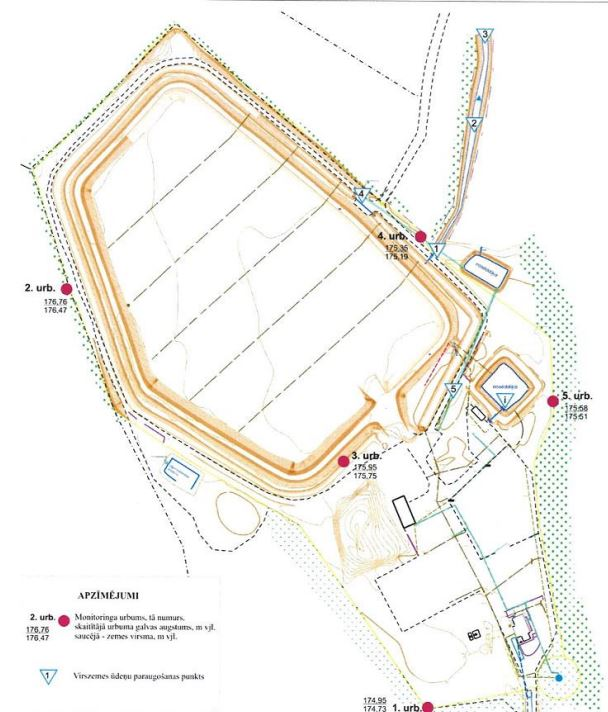 3
2
4
4. urb.
175,35
175,19
1
2. urb.
176,76
176,47
5
i
5. urb.
175,68
175,61
3. urb.
175,95
175,75
APZĪMĒJUMI
2. urb.
176,76
176,47
Monitoringa urbums, tā numurs,
skaitītājā urbuma galvas augstums, m vjl.
saucējā - zemes virsma, m vjl.
1
Virszemes ūdeņu paraugošanas punkts
174,95
174,73
1. urb.